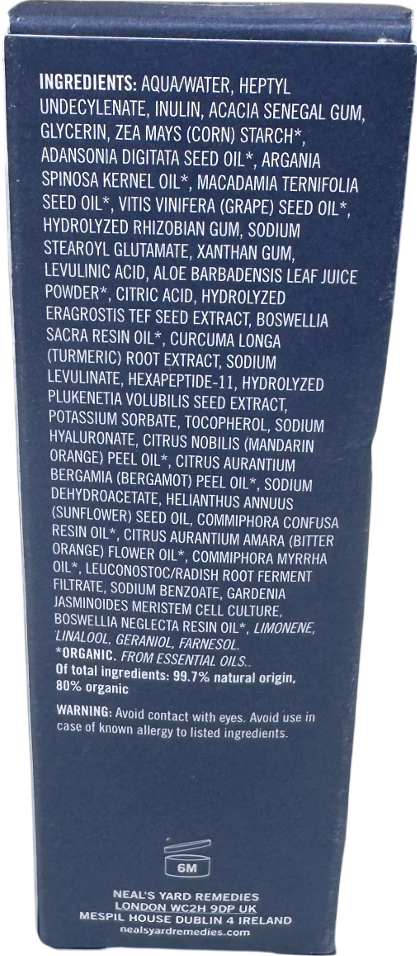 INGREDIENTS: AQUA/WATER, HEPTYL
UNDECYLENATE, INULIN, ACACIA SENEGAL GUM,
GLYCERIN, ZEA MAYS (CORN) STARCH*,
ADANSONIA DIGITATA SEED OIL*, ARGANIA
SPINOSA KERNEL OIL*, MACADAMIA TERNIFOLIA
SEED OIL*, VITIS VINIFERA (GRAPE) SEED OIL*,
HYDROLYZED RHIZOBIAN GUM, SODIUM
STEAROYL GLUTAMATE, XANTHAN GUM,
LEVULINIC ACID, ALOE BARBADENSIS LEAF JUICE
POWDER*, CITRIC ACID, HYDROLYZED
ERAGROSTIS TEF SEED EXTRACT, BOSWELLIA
SACRA RESIN OIL*, CURCUMA LONGA
(TURMERIC) ROOT EXTRACT, SODIUM
LEVULINATE, HEXAPEPTIDE-11, HYDROLYZED
PLUKENETIA VOLUBILIS SEED EXTRACT,
POTASSIUM SORBATE, TOCOPHEROL, SODIUM
HYALURONATE, CITRUS NOBILIS (MANDARIN
ORANGE) PEEL OIL*, CITRUS AURANTIUM
BERGAMIA (BERGAMOT) PEEL OIL*, SODIUM
DEHYDROACETATE, HELIANTHUS ANNUUS
(SUNFLOWER) SEED OIL, COMMIPHORA CONFUSA
RESIN OIL*, CITRUS AURANTIUM AMARA (BITTER
ORANGE) FLOWER OIL*, COMMIPHORA MYRRHA
OIL*, LEUCONOSTOC/RADISH ROOT FERMENT
FILTRATE, SODIUM BENZOATE, GARDENIA
JASMINOIDES MERISTEM CELL CULTURE,
BOSWELLIA NEGLECTA RESIN OIL*, LIMONENE,
LINALOOL, GERANIOL, FARNESOL.
*ORGANIC. FROM ESSENTIAL OILS.
Of total ingredients: 99.7% natural origin,
80% organic
WARNING: Avoid contact with eyes. Avoid use in
case of known allergy to listed ingredients.
6M
NEAL'S YARD REMEDIES
LONDON WC2H 9DP UK
MESPIL HOUSE DUBLIN 4 IRELAND
nealsyardremedies.com